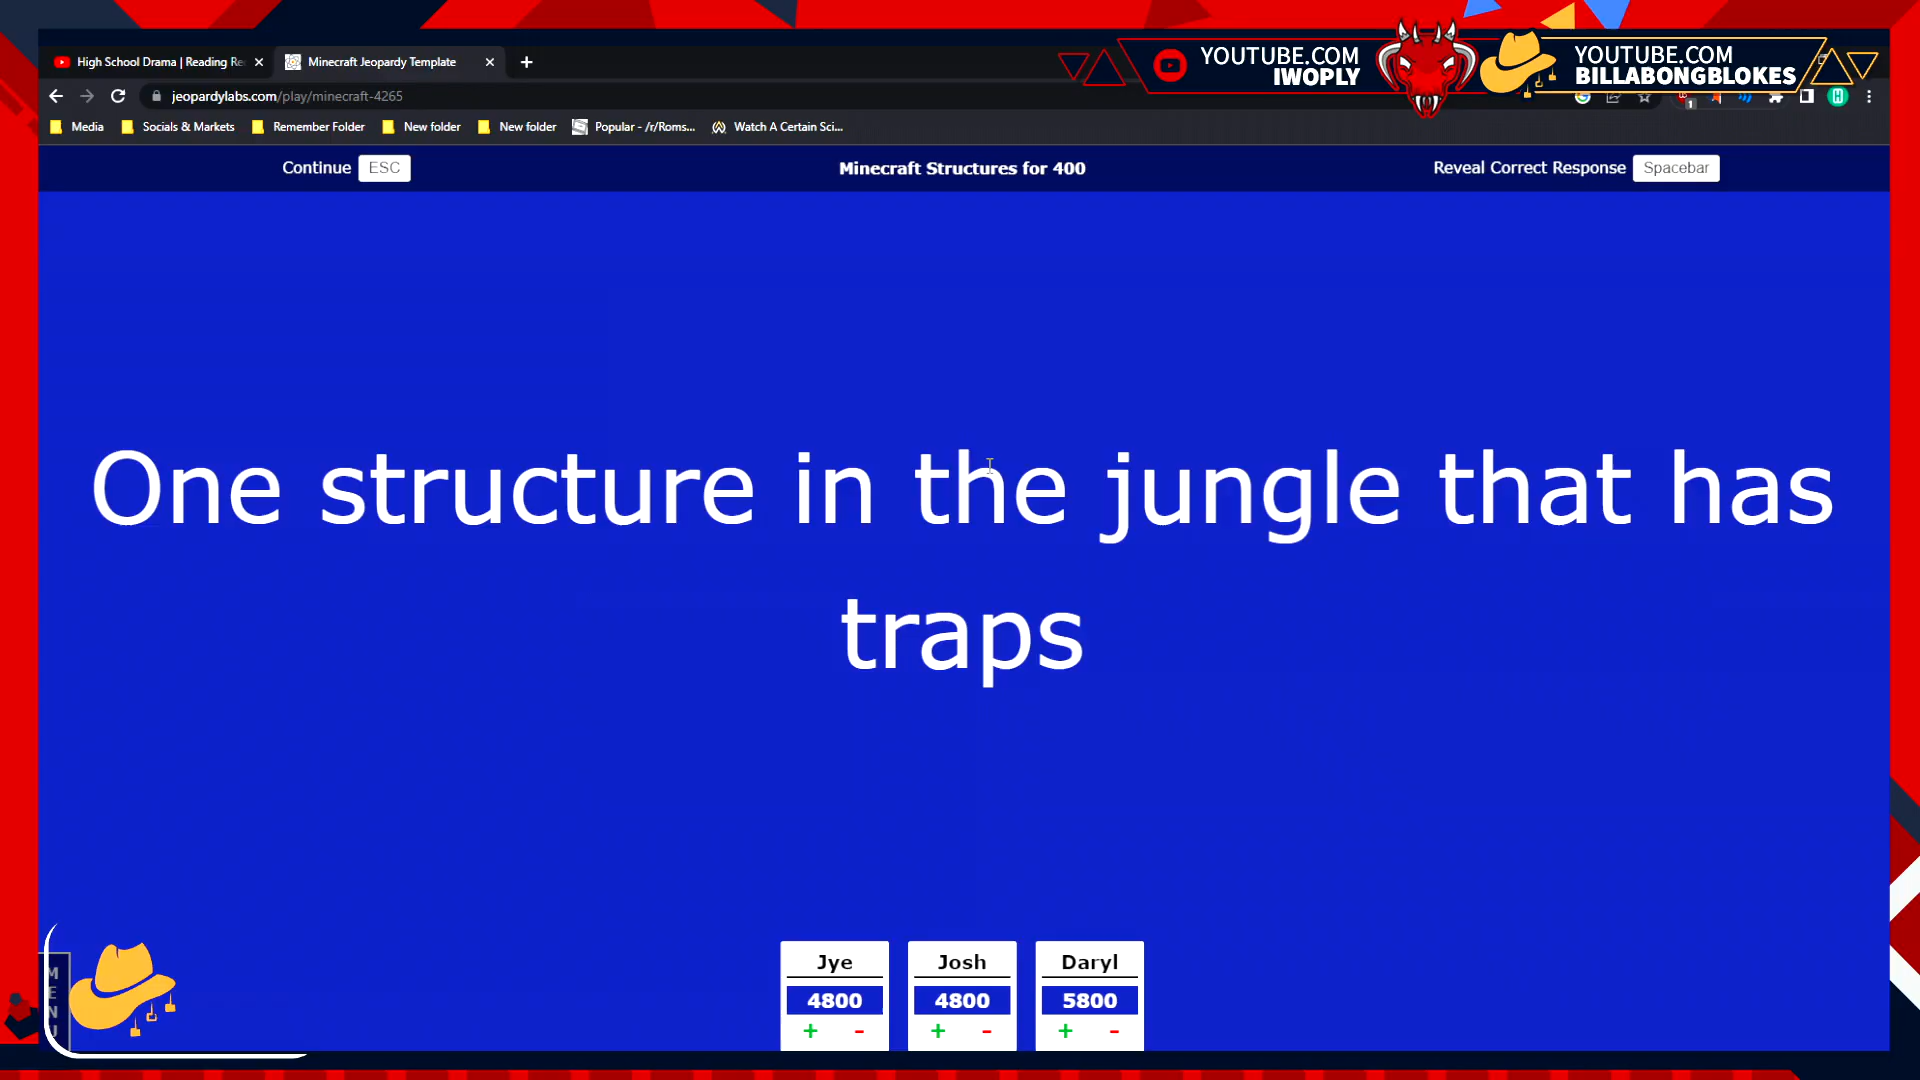 High School Drama | Reading Re
Minecraft Jeopardy Template
YOUTUBE.COM
IWOPLY
YOUTUBE.COM
BILLABONGBLOKES
jeopardylabs.com/play/minecraft-4265
Media
Socials & Markets
Remember Folder
New folder
New folder
Popular - /r/Roms...
Watch A Certain Sci...
Continue ESC
Minecraft Structures for 400
Reveal Correct Response Spacebar
One structure in the jungle that has
traps
MENU
Jye
Josh
Daryl
4800
4800
5800
+ -
+ -
+ -